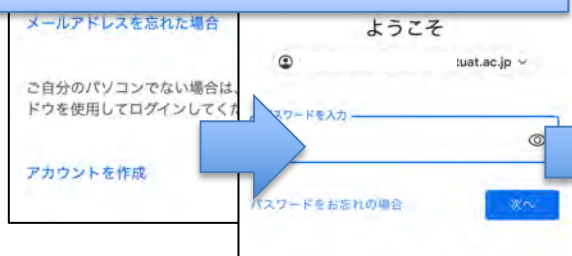 メールアドレスを忘れた場合
ご自分のパソコンでない場合は、
ドウを使用してログインしてくだ
アカウントを作成
ようこそ
tuat.ac.jp
パスワードを入力
パスワードをお忘れの場合
次へ